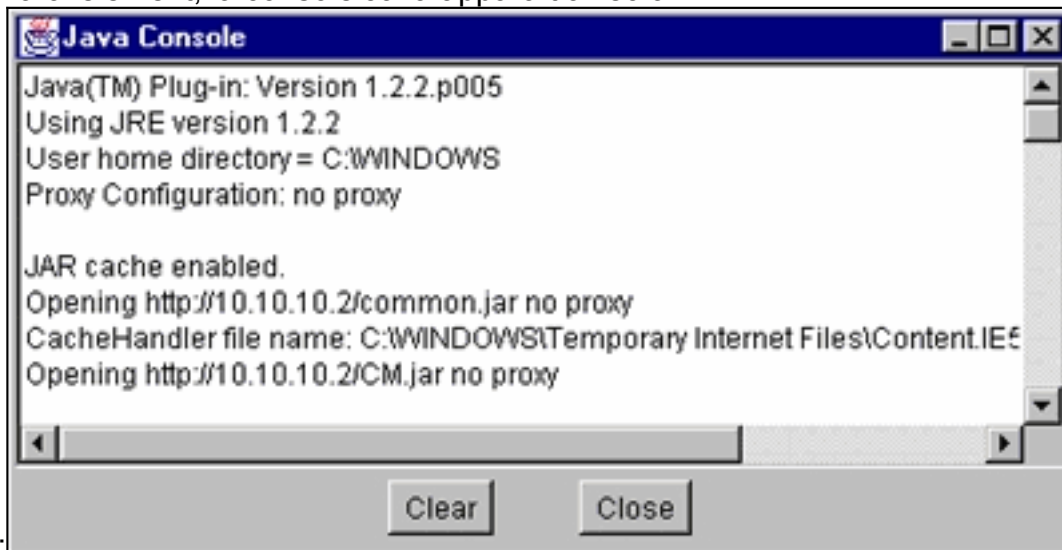 Java Console
Java(TM) Plug-in: Version 1.2.2.p005
Using JRE version 1.2.2
User home directory = C:\WINDOWS
Proxy Configuration: no proxy
JAR cache enabled.
Opening http://10.10.10.2/common.jar no proxy
CacheHandler file name: C:\WINDOWS\Temporary Internet Files\Content.IE5
Opening http://10.10.10.2/CM.jar no proxy
Clear
Close